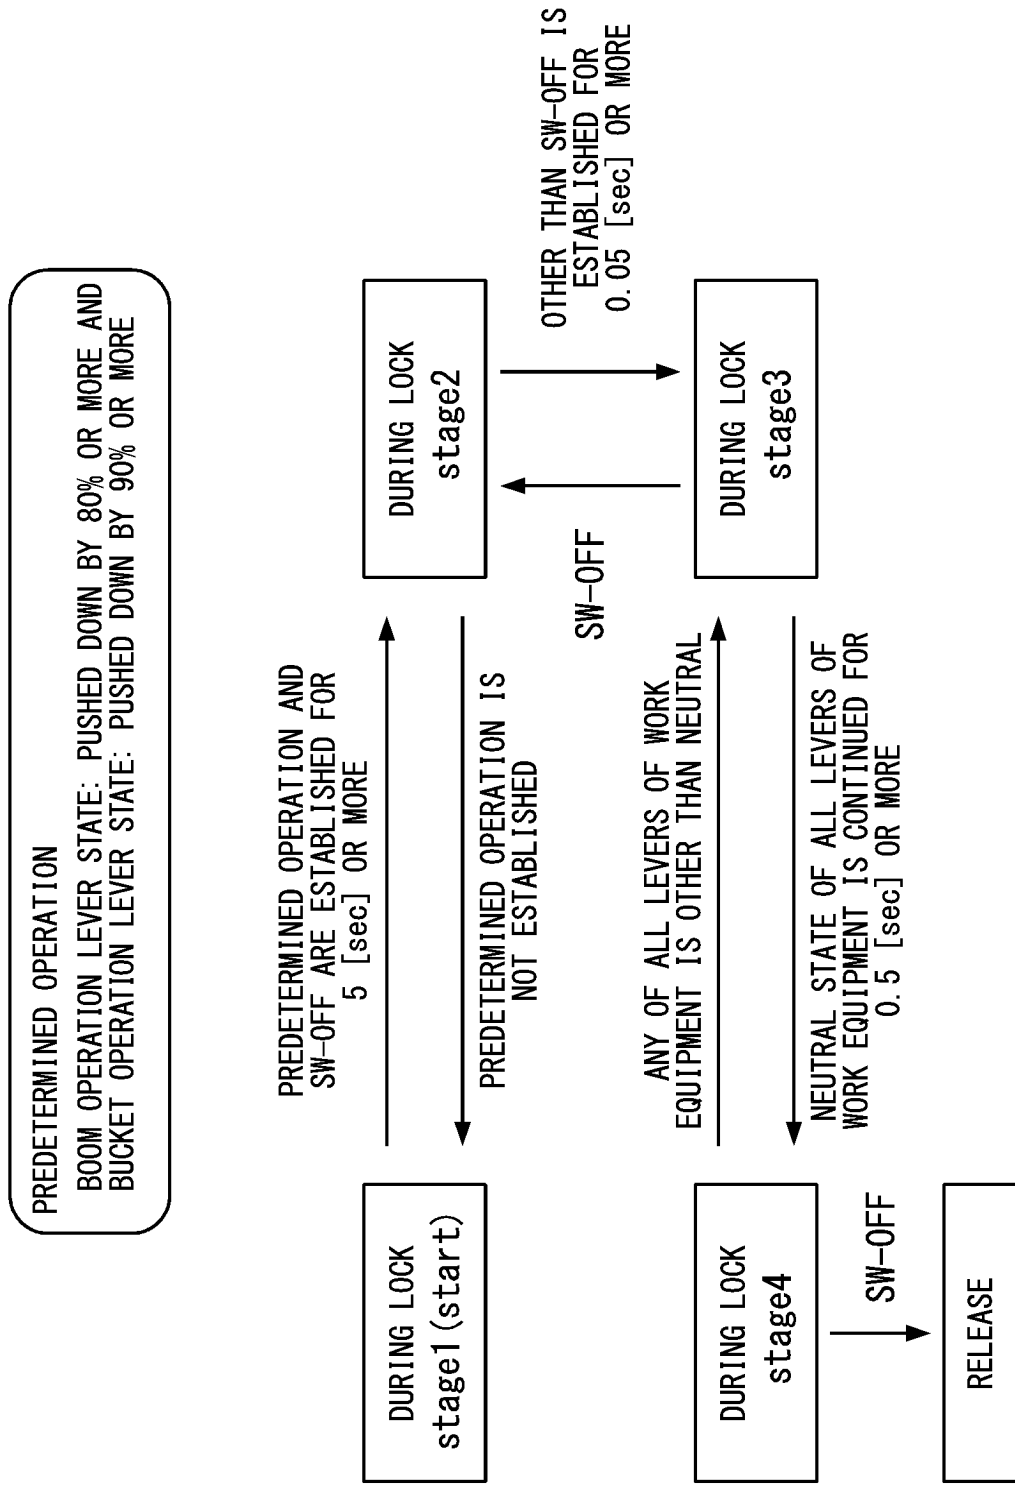 PREDETERMINED OPERATION
BOOM OPERATION LEVER STATE: PUSHED DOWN BY 80% OR MORE AND
BUCKET OPERATION LEVER STATE: PUSHED DOWN BY 90% OR MORE
DURING LOCK
stage1(start)
PREDETERMINED OPERATION AND
SW-OFF ARE ESTABLISHED FOR
5 [sec] OR MORE
PREDETERMINED OPERATION IS
NOT ESTABLISHED
DURING LOCK
stage2
OTHER THAN SW-OFF IS
ESTABLISHED FOR
0.05 [sec] OR MORE
SW-OFF
DURING LOCK
stage3
ANY OF ALL LEVERS OF WORK
EQUIPMENT IS OTHER THAN NEUTRAL
NEUTRAL STATE OF ALL LEVERS OF
WORK EQUIPMENT IS CONTINUED FOR
0.5 [sec] OR MORE
DURING LOCK
stage4
SW-OFF
RELEASE